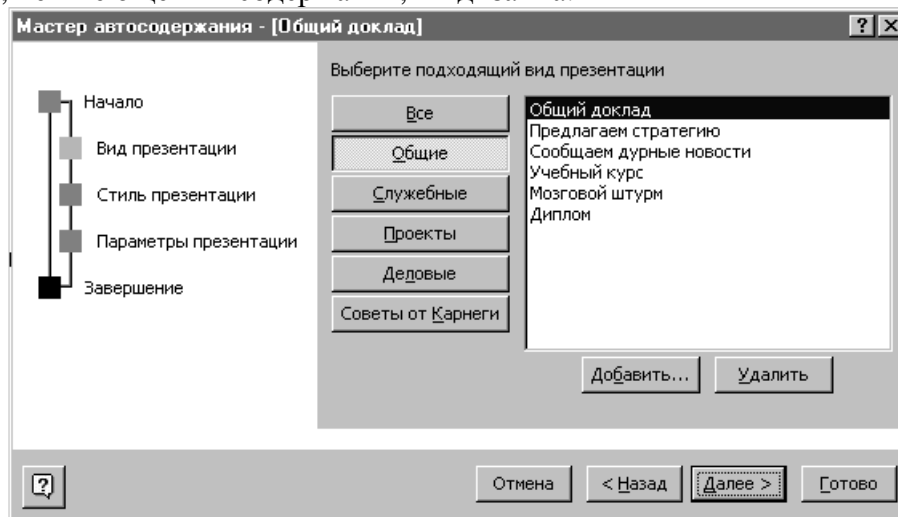 Мастер автосодержания - [Общий доклад]
Выберите подходящий вид презентации
Начало
Вид презентации
Стиль презентации
Параметры презентации
Завершение
Все
Общие
Служебные
Проекты
Деловые
Советы от Карнеги
Общий доклад
Предлагаем стратегию
Сообщаем дурные новости
Учебный курс
Мозговой штурм
Диплом
Добавить...
Удалить
Отмена
< Назад
Далее >
Готово